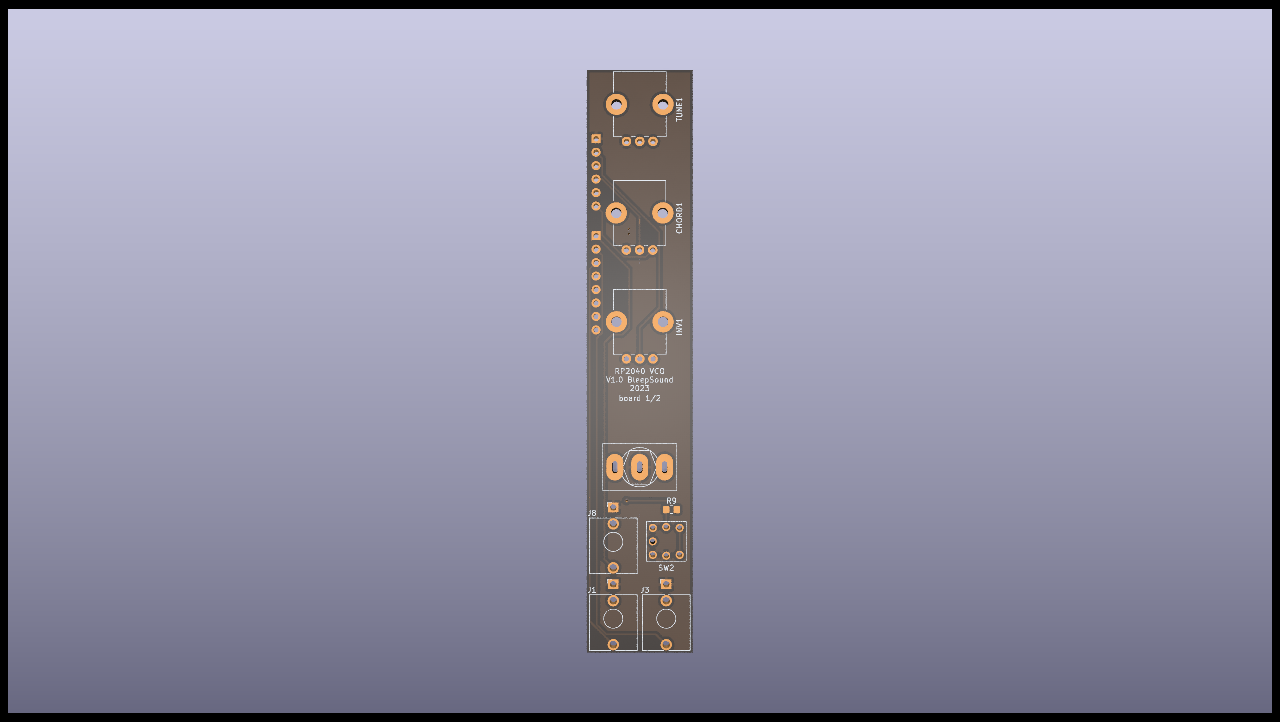 TUNE1
CHORD1
INV1
RP2040 VCO
V1.0 BleepSound
2023
board 1/2
R9
J8
SW2
J1
J3